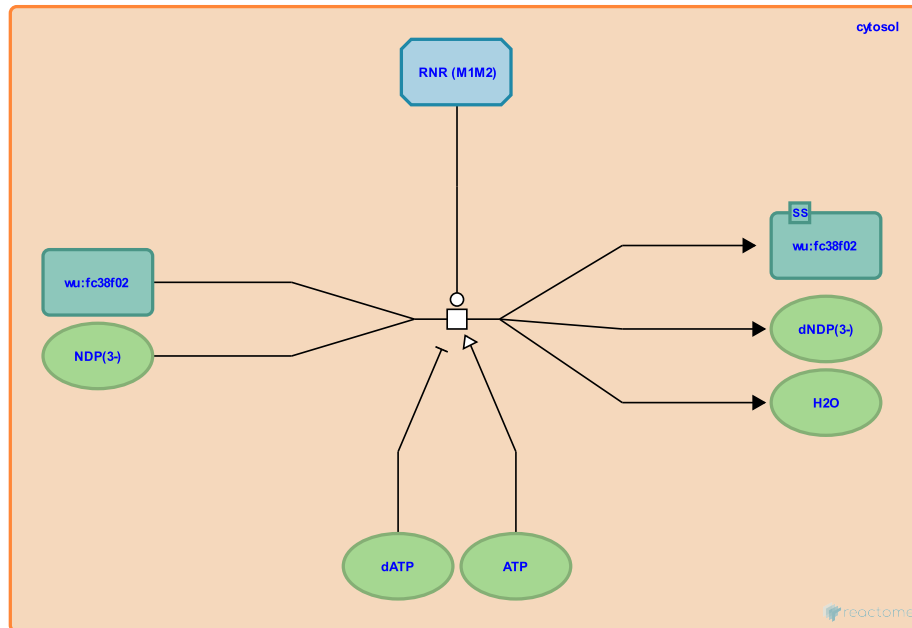 cytosol
RNR (M1M2)
SS
wu:fc38f02
wu:fc38f02
NDP(3-)
dNDP(3-)
H2O
dATP
ATP
reactome